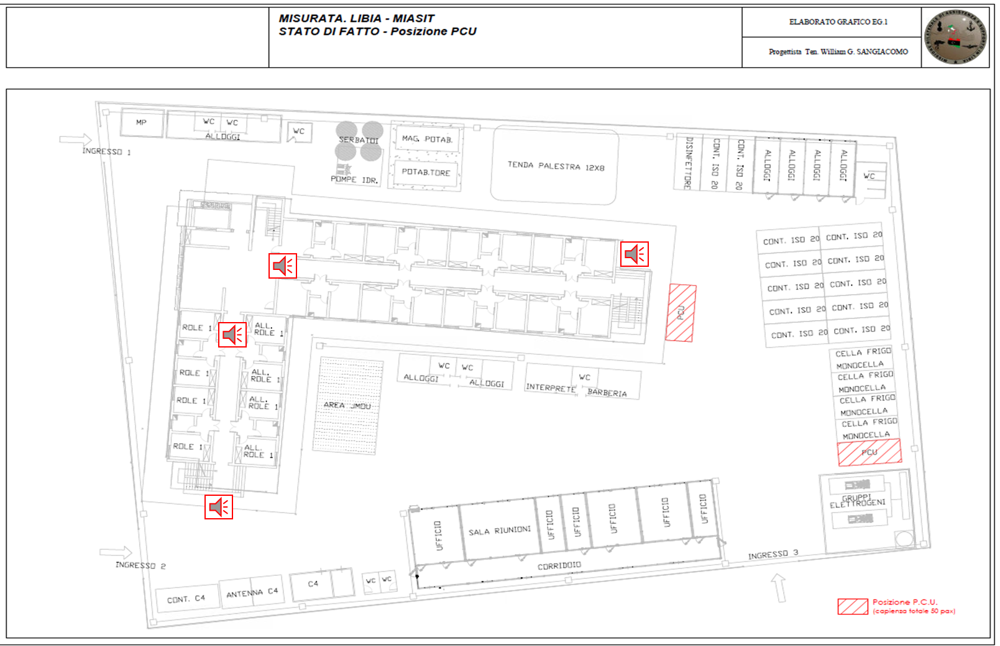 MISURATA. LIBIA - MIASIT
STATO DI FATTO - Posizione PCU
ELABORATO GRAFICO EG.1
Progettista Ten. William G. SANGIACOMO
MP
WC
WC
ALLOGGI
WC
INGRESSO 1
SERBATOI
POMPE IDR.
MAG. POTAB.
POTAB.TORE
TENDA PALESTRA 12X8
DISINFETTORE
CONT. ISO 20
CONT. ISO 20
ALLOGGI
ALLOGGI
ALLOGGI
ALLOGGI
WC
CONT. ISO 20
CONT. ISO 20
CONT. ISO 20
CONT. ISO 20
CONT. ISO 20
CONT. ISO 20
CONT. ISO 20
CONT. ISO 20
CONT. ISO 20
CONT. ISO 20
PCU
ROLE 1
ALL.
ROLE 1
ROLE 1
ALL.
ROLE 1
ROLE 1
ALL.
ROLE 1
ROLE 1
ALL.
ROLE 1
CELLA FRIGO
MONOCELLA
CELLA FRIGO
MONOCELLA
CELLA FRIGO
MONOCELLA
CELLA FRIGO
MONOCELLA
PCU
WC
WC
ALLOGGI
ALLOGGI
WC
INTERPRETE
BARBERIA
AREA JMOU
GRUPPI
ELETTROGENI
UFFICIO
SALA RIUNIONI
UFFICIO
UFFICIO
UFFICIO
UFFICIO
UFFICIO
CORRIDOIO
INGRESSO 3
INGRESSO 2
CONT. C4
ANTENNA C4
C4
WC
WC
Posizione P.C.U.
(capienza totale 50 pax)